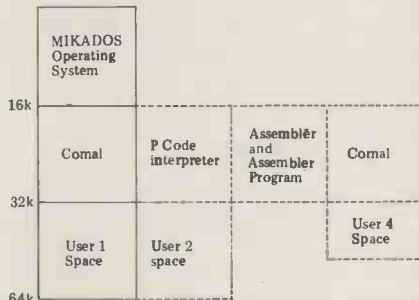 MIKADOS
Operating
System
16k
Comal
P Code
interpreter
Assembler
and
Assembler
Program
Comal
32k
User 1
Space
User 2
space
User 4
Space
64k